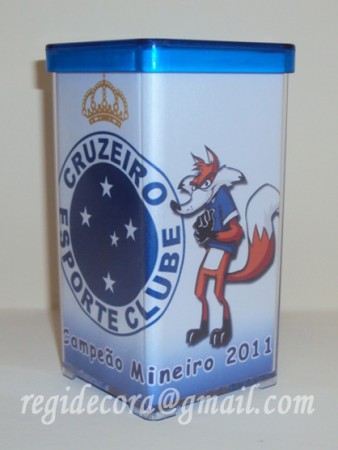 CRUZEIRO
ESPORTE CLUBE
Campeão Mineiro 2011
regidecora@gmail.com